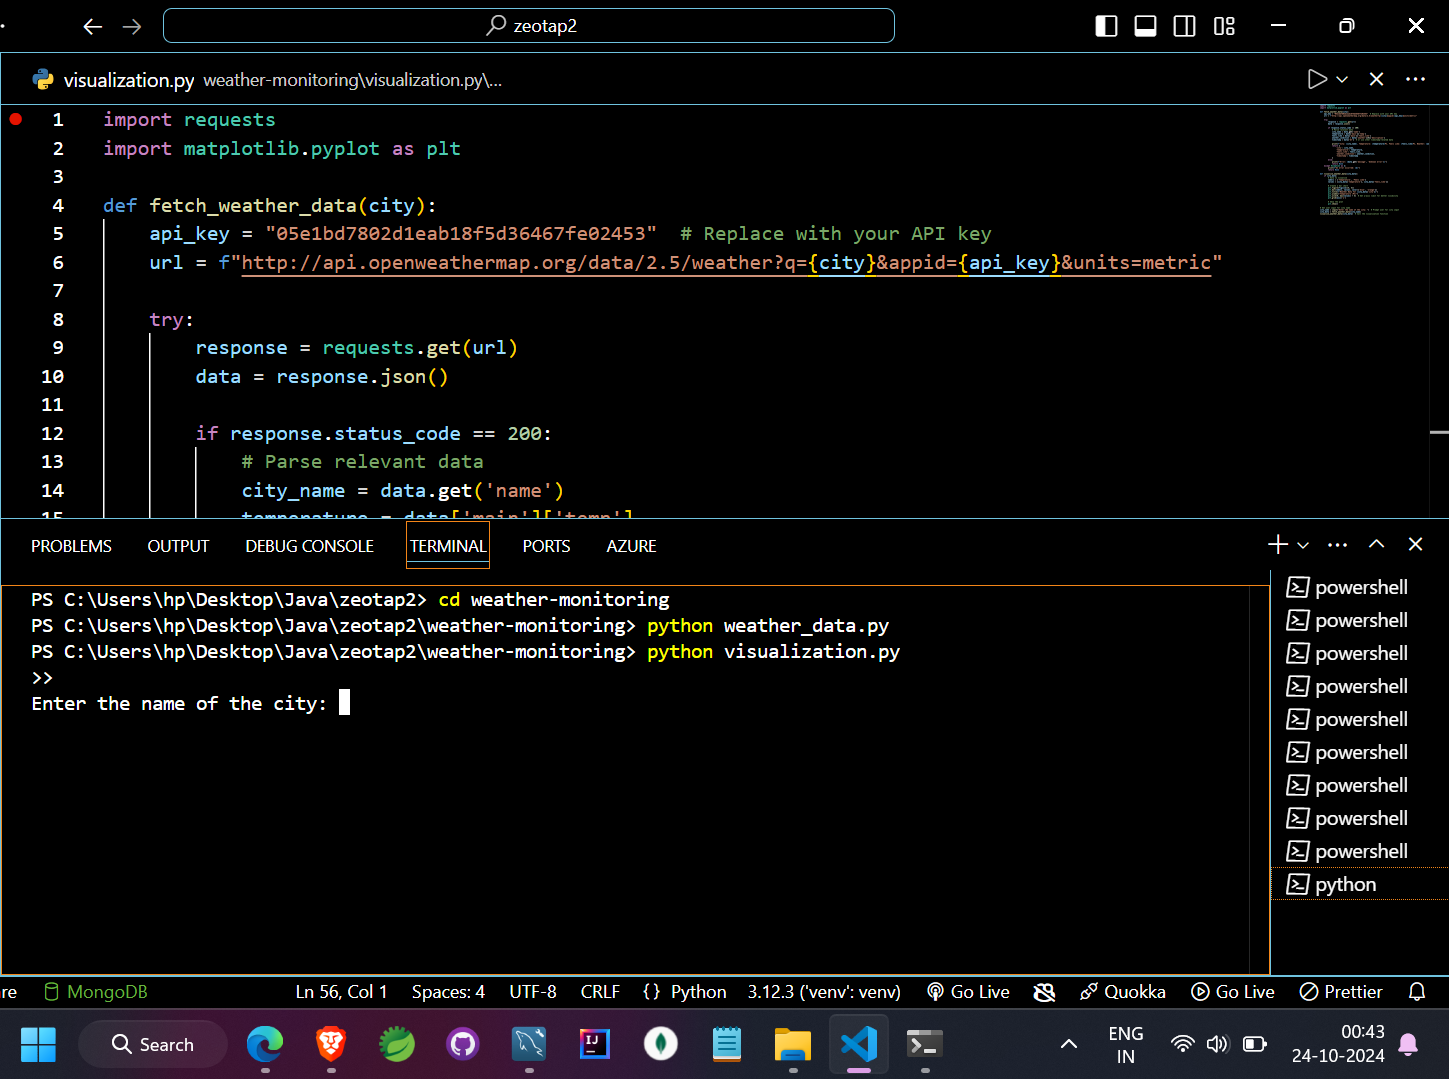 zeotap2
visualization.py weather-monitoring\visualization.py\...
1 import requests
2 import matplotlib.pyplot as plt
3
4 def fetch_weather_data(city):
5 api_key = "05e1bd7802d1eab18f5d36467fe02453"  # Replace with your API key
6 url = f"http://api.openweathermap.org/data/2.5/weather?q={city}&appid={api_key}&units=metric"
7
8 try:
9 response = requests.get(url)
10 data = response.json()
11
12 if response.status_code == 200:
13 # Parse relevant data
14 city_name = data.get('name')
15 temperature = data['main']['temp']
PROBLEMS OUTPUT DEBUG CONSOLE TERMINAL PORTS AZURE
PS C:\Users\hp\Desktop\Java\zeotap2> cd weather-monitoring
PS C:\Users\hp\Desktop\Java\zeotap2\weather-monitoring> python weather_data.py
PS C:\Users\hp\Desktop\Java\zeotap2\weather-monitoring> python visualization.py
>>
Enter the name of the city:
powershell
powershell
powershell
powershell
powershell
powershell
powershell
powershell
powershell
python
re MongoDB Ln 56, Col 1 Spaces: 4 UTF-8 CRLF {} Python 3.12.3 ('venv': venv) Go Live Quokka Go Live Prettier
Search
IJ
ENG
IN
00:43
24-10-2024